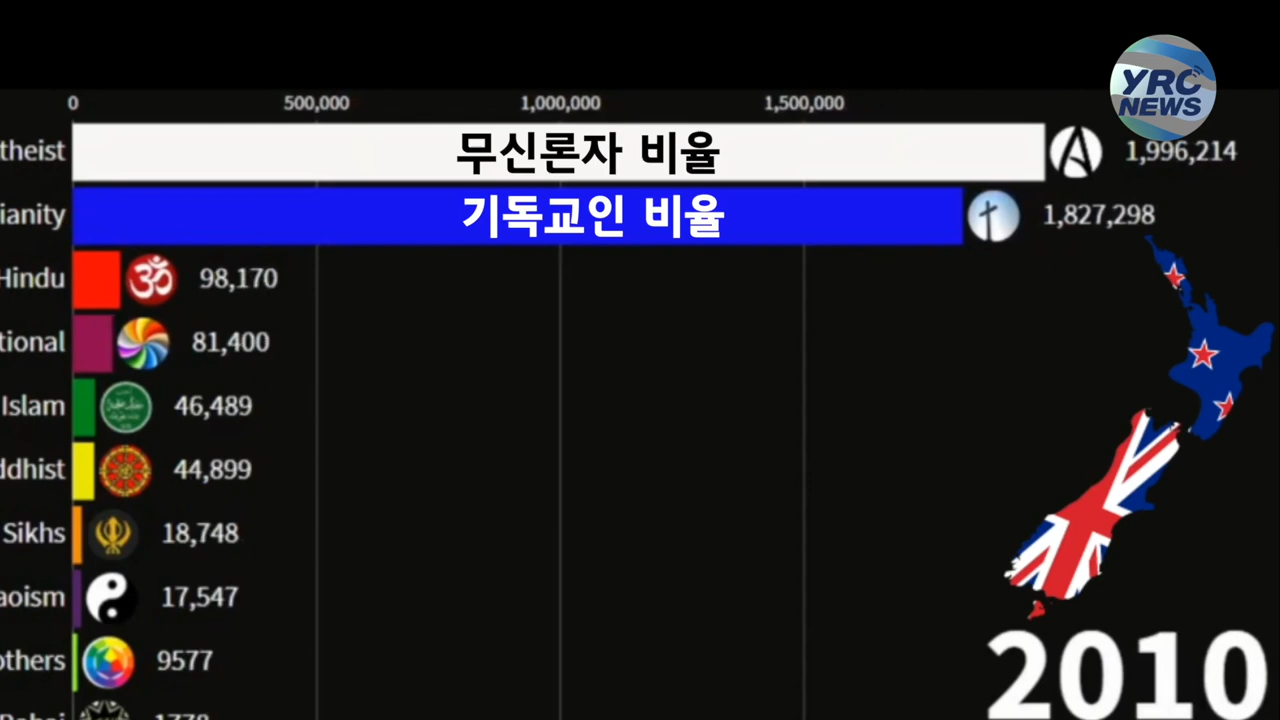 YRC
NEWS
0 500,000 1,000,000 1,500,000
theist 무신론자 비율 1,996,214
ianity 기독교인 비율 1,827,298
Hindu 98,170
tional 81,400
Islam 46,489
ddhist 44,899
Sikhs 18,748
aoism 17,547
others 9577
2010